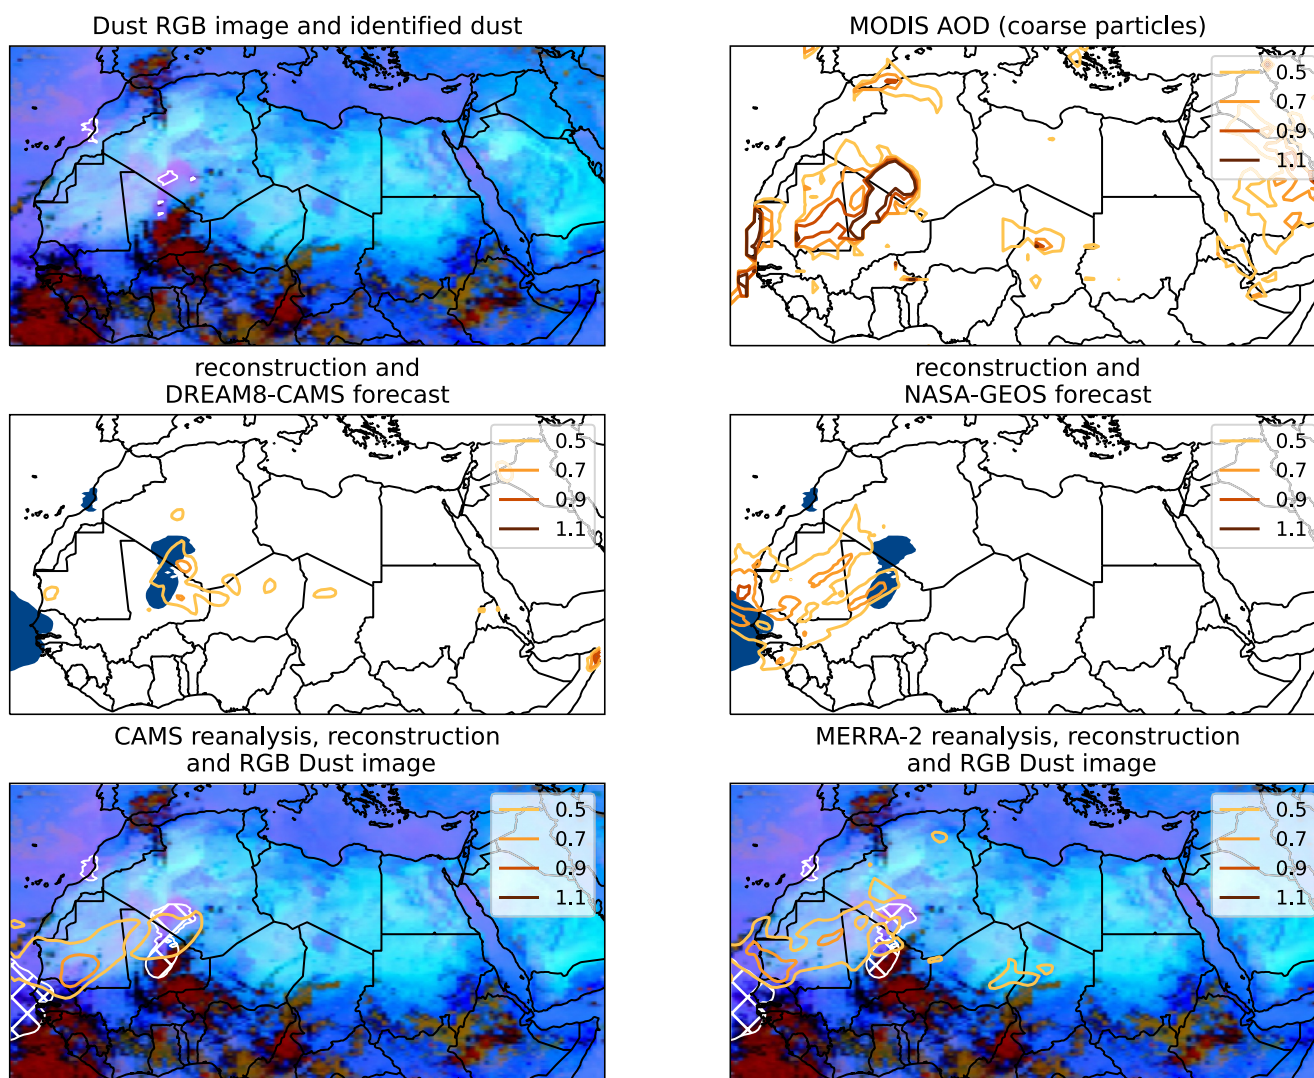 Dust RGB image and identified dust
MODIS AOD (coarse particles)
0.5
0.7
0.9
1.1
reconstruction and
DREAM8-CAMS forecast
reconstruction and
NASA-GEOS forecast
0.5
0.7
0.9
1.1
0.5
0.7
0.9
1.1
CAMS reanalysis, reconstruction
and RGB Dust image
MERRA-2 reanalysis, reconstruction
and RGB Dust image
0.5
0.7
0.9
1.1
0.5
0.7
0.9
1.1